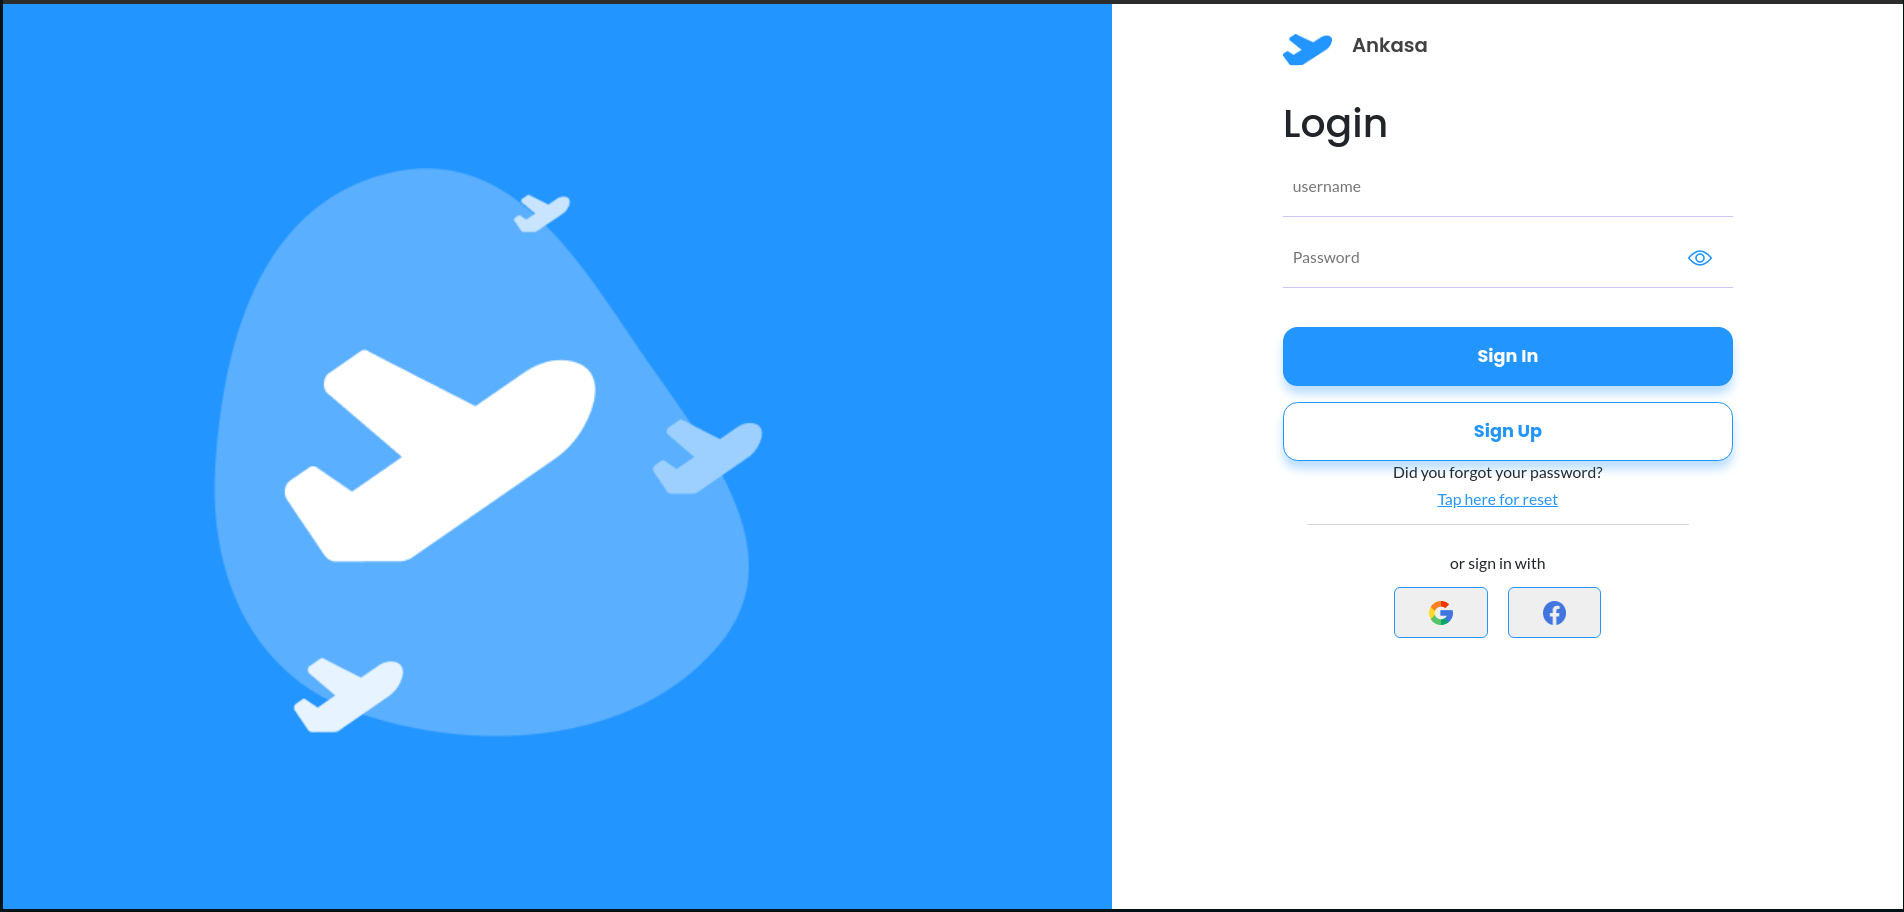 Ankasa
Login
username
Password
Sign In
Sign Up
Did you forgot your password?
Tap here for reset
or sign in with